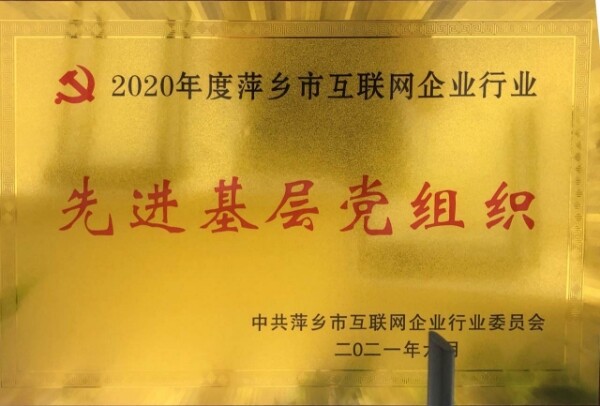 2020年度萍乡市互联网企业行业
先进基层党组织
中共萍乡市互联网企业行业委员会
二〇二一年六月